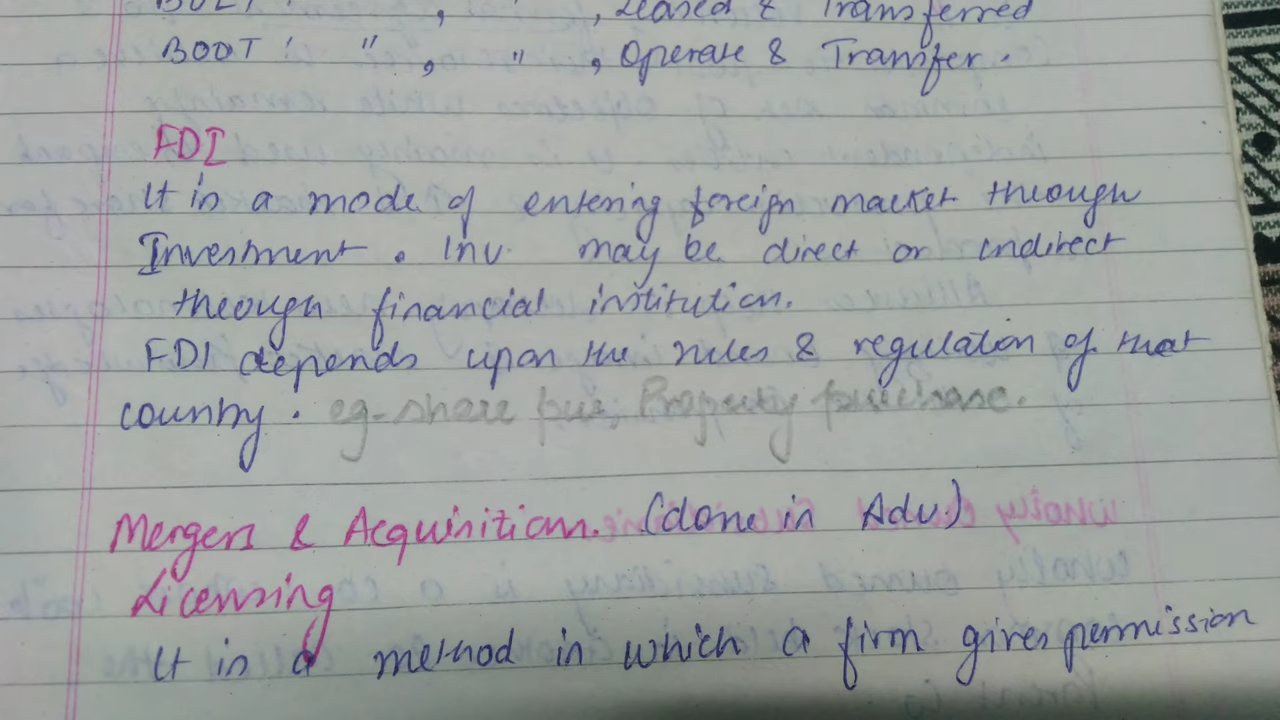 BOLT : " , " , Leased & Transferred
BOOT : " , " , Operate & Transfer.
FDI
It is a mode of entering foreign market through
Investment. Inv. may be direct or indirect
through financial institution.
FDI depends upon the rules & regulation of that
country. eg-share pur, Property purchase.
Mergers & Acquisition. (done in Adv.)
Licensing
It is a method in which a firm gives permission